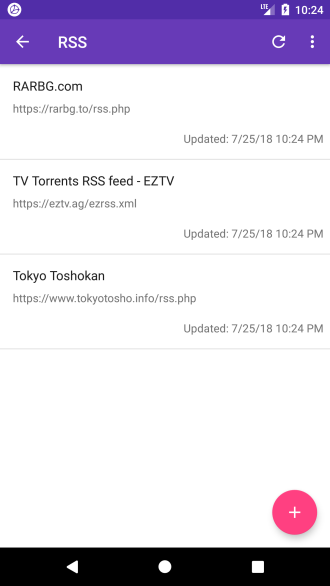 LTE 10:24
RSS
RARBG.com
https://rarbg.to/rss.php
Updated: 7/25/18 10:24 PM
TV Torrents RSS feed - EZTV
https://eztv.ag/ezrss.xml
Updated: 7/25/18 10:24 PM
Tokyo Toshokan
https://www.tokyotosho.info/rss.php
Updated: 7/25/18 10:24 PM